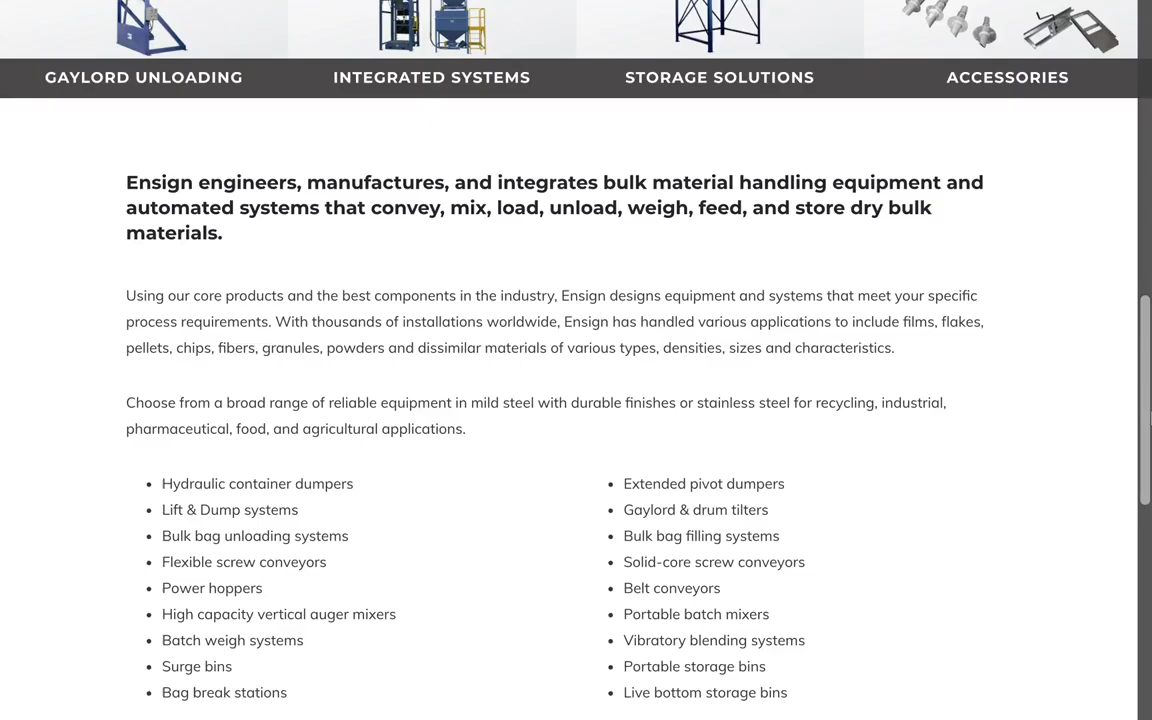 GAYLORD UNLOADING
INTEGRATED SYSTEMS
STORAGE SOLUTIONS
ACCESSORIES
Ensign engineers, manufactures, and integrates bulk material handling equipment and
automated systems that convey, mix, load, unload, weigh, feed, and store dry bulk
materials.
Using our core products and the best components in the industry, Ensign designs equipment and systems that meet your specific
process requirements. With thousands of installations worldwide, Ensign has handled various applications to include films, flakes,
pellets, chips, fibers, granules, powders and dissimilar materials of various types, densities, sizes and characteristics.
Choose from a broad range of reliable equipment in mild steel with durable finishes or stainless steel for recycling, industrial,
pharmaceutical, food, and agricultural applications.
• Hydraulic container dumpers
• Lift & Dump systems
• Bulk bag unloading systems
• Flexible screw conveyors
• Power hoppers
• High capacity vertical auger mixers
• Batch weigh systems
• Surge bins
• Bag break stations
• Extended pivot dumpers
• Gaylord & drum tilters
• Bulk bag filling systems
• Solid-core screw conveyors
• Belt conveyors
• Portable batch mixers
• Vibratory blending systems
• Portable storage bins
• Live bottom storage bins